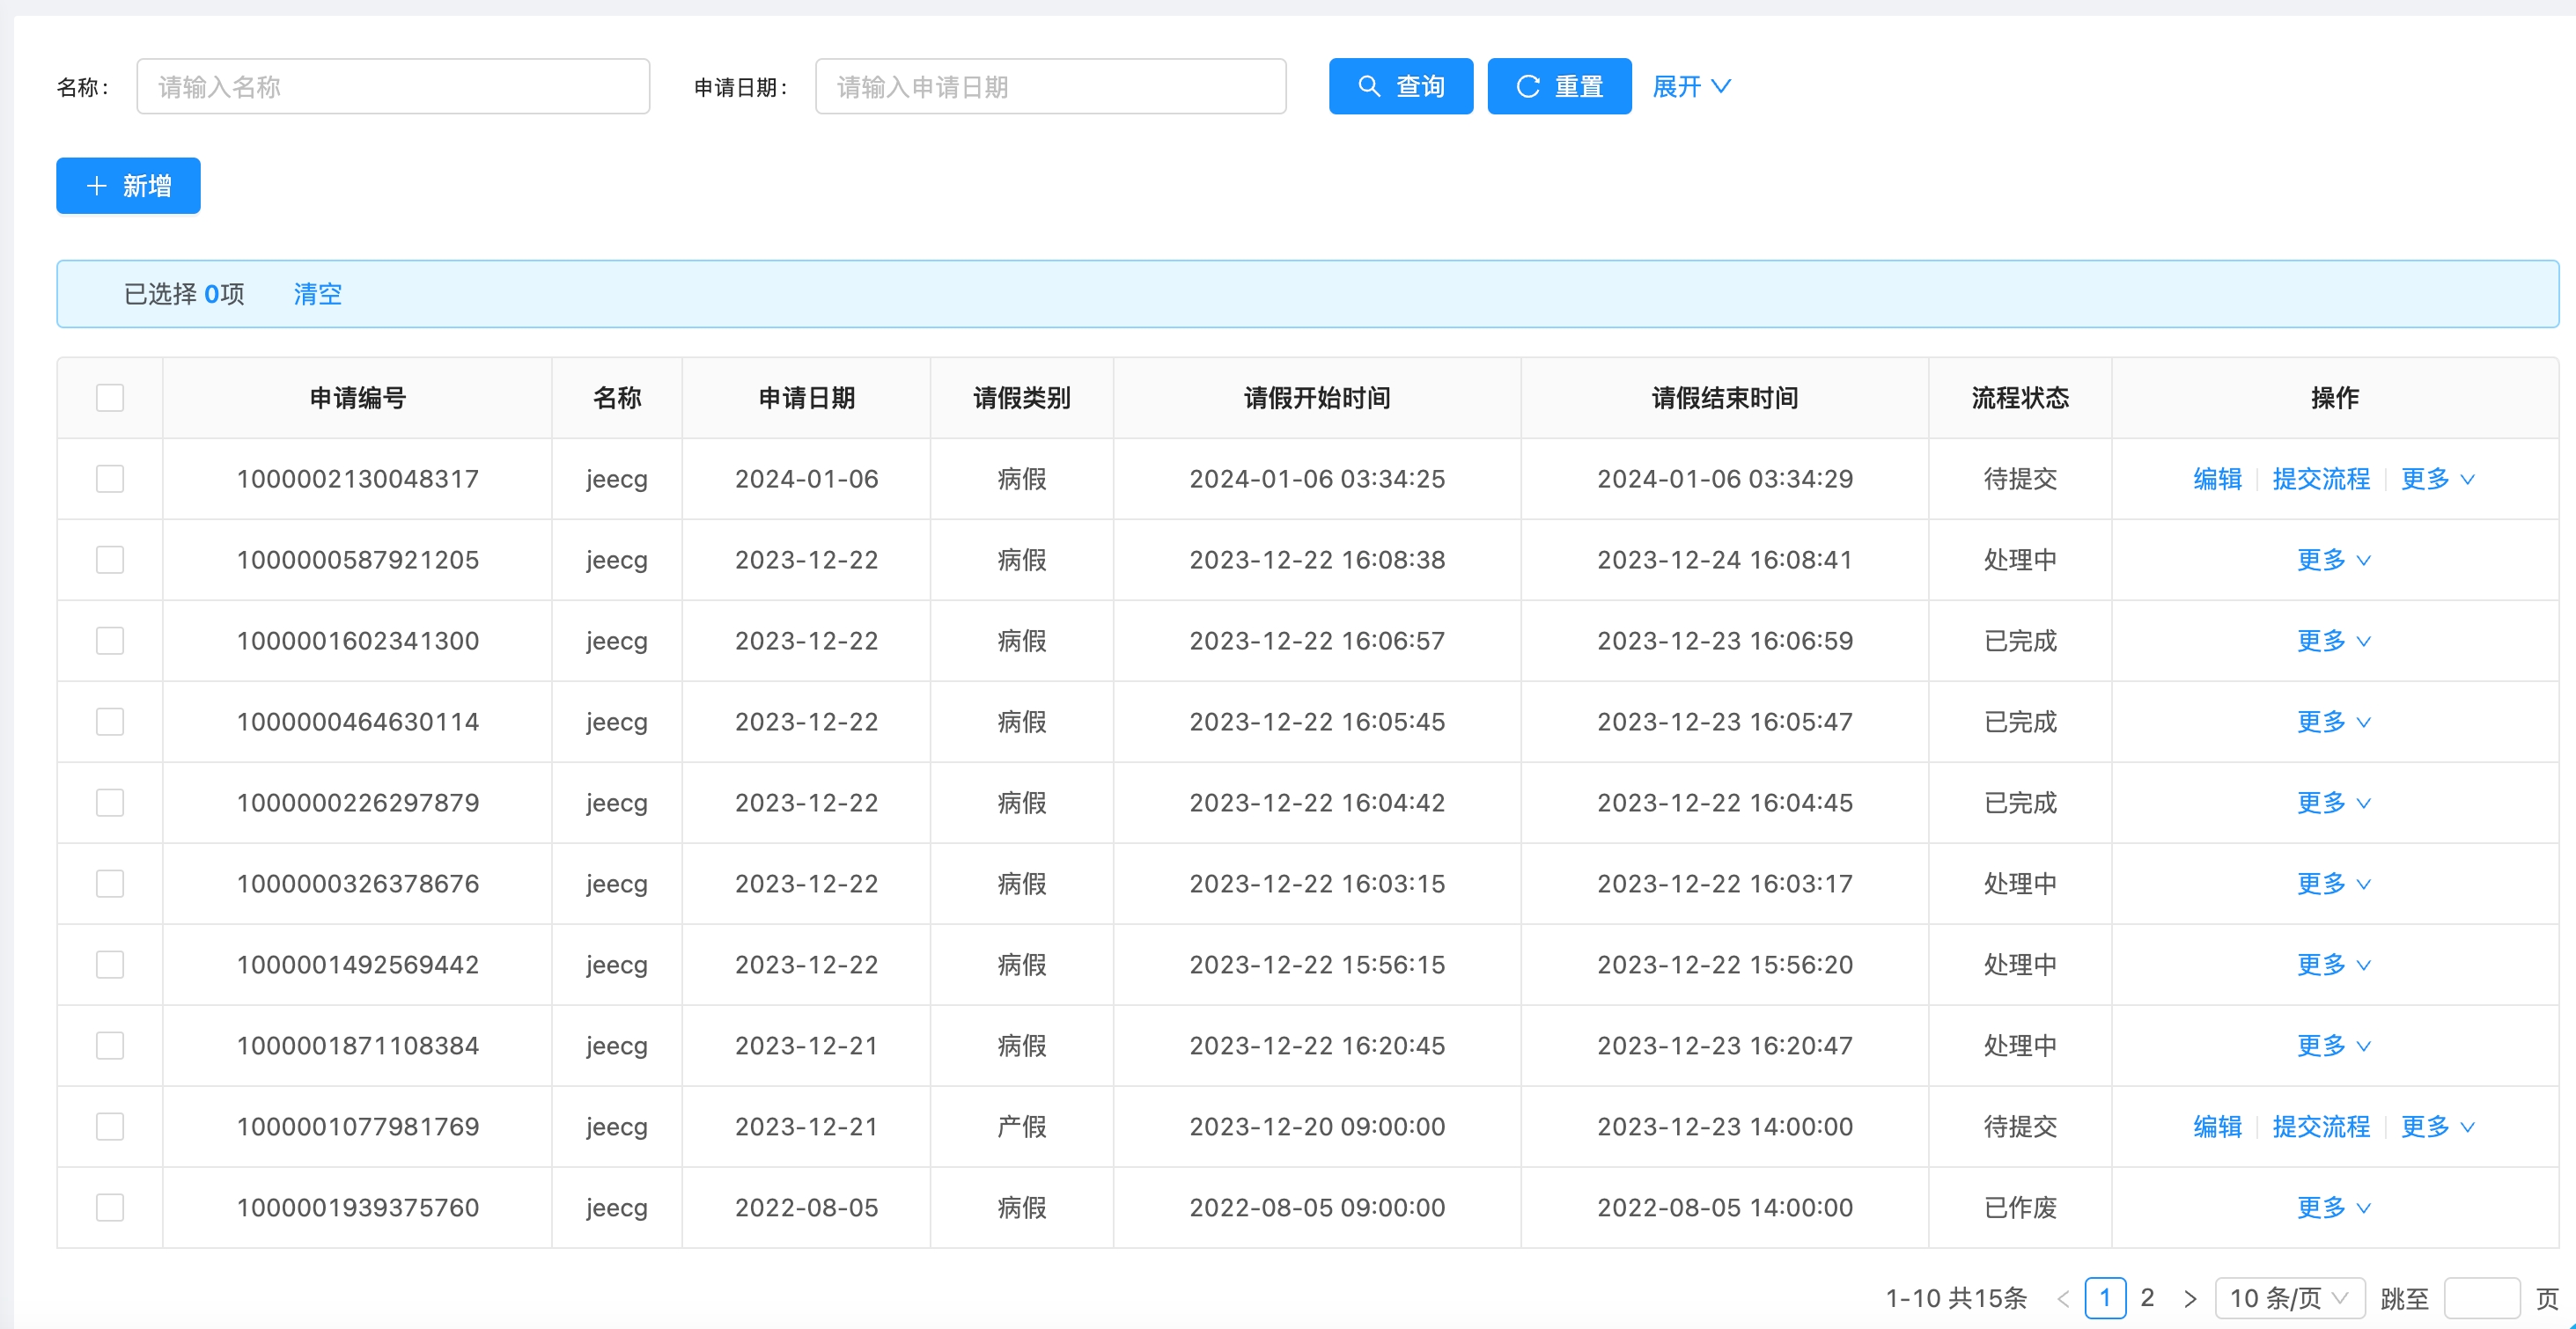 名称： 请输入名称 申请日期： 请输入申请日期 查询 重置 展开
新增
已选择 0项 清空
申请编号 名称 申请日期 请假类别 请假开始时间 请假结束时间 流程状态 操作
1000002130048317 jeecg 2024-01-06 病假 2024-01-06 03:34:25 2024-01-06 03:34:29 待提交 编辑 提交流程 更多
1000000587921205 jeecg 2023-12-22 病假 2023-12-22 16:08:38 2023-12-24 16:08:41 处理中 更多
1000001602341300 jeecg 2023-12-22 病假 2023-12-22 16:06:57 2023-12-23 16:06:59 已完成 更多
1000000464630114 jeecg 2023-12-22 病假 2023-12-22 16:05:45 2023-12-23 16:05:47 已完成 更多
1000000226297879 jeecg 2023-12-22 病假 2023-12-22 16:04:42 2023-12-22 16:04:45 已完成 更多
1000000326378676 jeecg 2023-12-22 病假 2023-12-22 16:03:15 2023-12-22 16:03:17 处理中 更多
1000001492569442 jeecg 2023-12-22 病假 2023-12-22 15:56:15 2023-12-22 15:56:20 处理中 更多
1000001871108384 jeecg 2023-12-21 病假 2023-12-22 16:20:45 2023-12-23 16:20:47 处理中 更多
1000001077981769 jeecg 2023-12-21 产假 2023-12-20 09:00:00 2023-12-23 14:00:00 待提交 编辑 提交流程 更多
1000001939375760 jeecg 2022-08-05 病假 2022-08-05 09:00:00 2022-08-05 14:00:00 已作废 更多
1-10 共15条 < 1 2 > 10 条/页 跳至 页